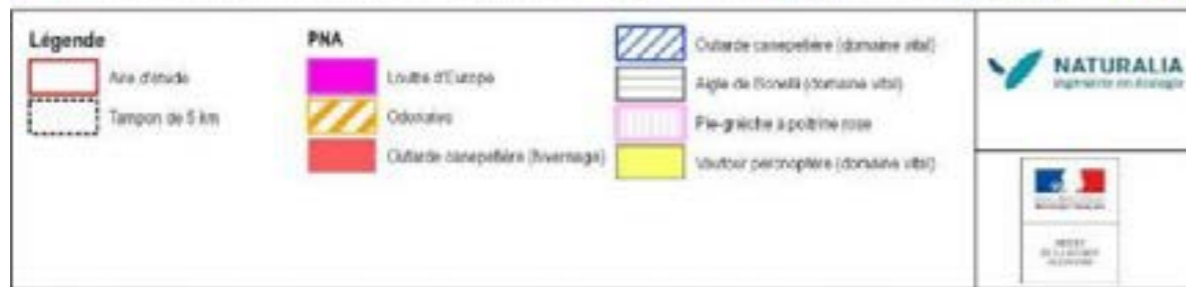 Légende
Aire d'étude
Tampon de 5 km
PNA
Loutre d'Europe
Odonates
Outarde canepetière (hivernage)
Outarde canepetière (domaine vital)
Aigle de Bonelli (domaine vital)
Pie-grièche à poitrine rose
Vautour percnoptère (domaine vital)
NATURALIA
Ingénierie en écologie